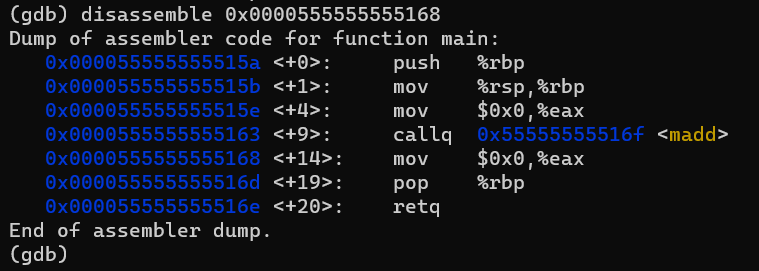 (gdb) disassemble 0x0000555555555168
Dump of assembler code for function main:
   0x000055555555515a <+0>:     push   %rbp
   0x000055555555515b <+1>:     mov    %rsp,%rbp
   0x000055555555515e <+4>:     mov    $0x0,%eax
   0x0000555555555163 <+9>:     callq  0x55555555516f <madd>
   0x0000555555555168 <+14>:    mov    $0x0,%eax
   0x000055555555516d <+19>:    pop    %rbp
   0x000055555555516e <+20>:    retq
End of assembler dump.
(gdb)